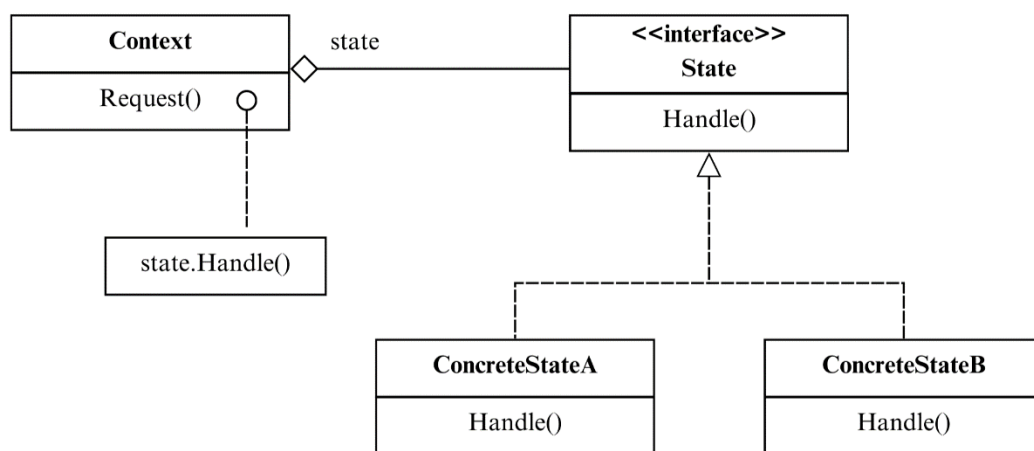 Context
Request()
state
<<interface>>
State
Handle()
state.Handle()
ConcreteStateA
Handle()
ConcreteStateB
Handle()